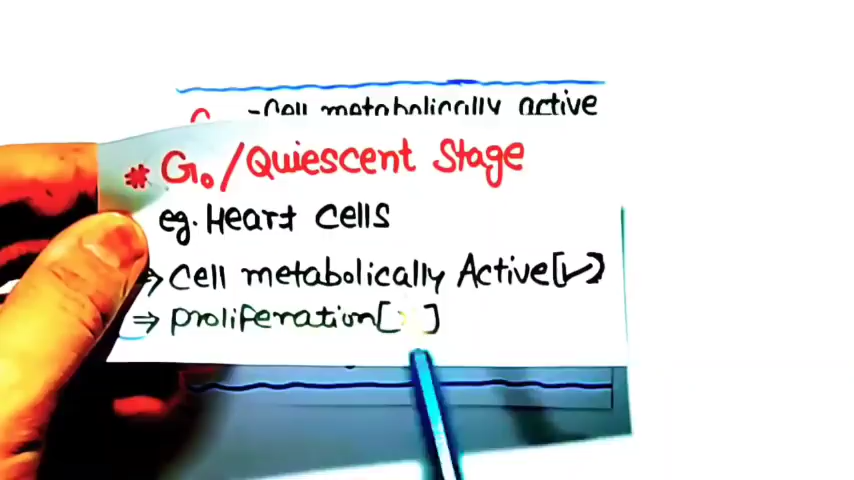 -Cell metabolically active
* G₀/Quiescent Stage
eg. Heart cells
⇒ Cell metabolically Active[✓]
⇒ proliferation[ ]